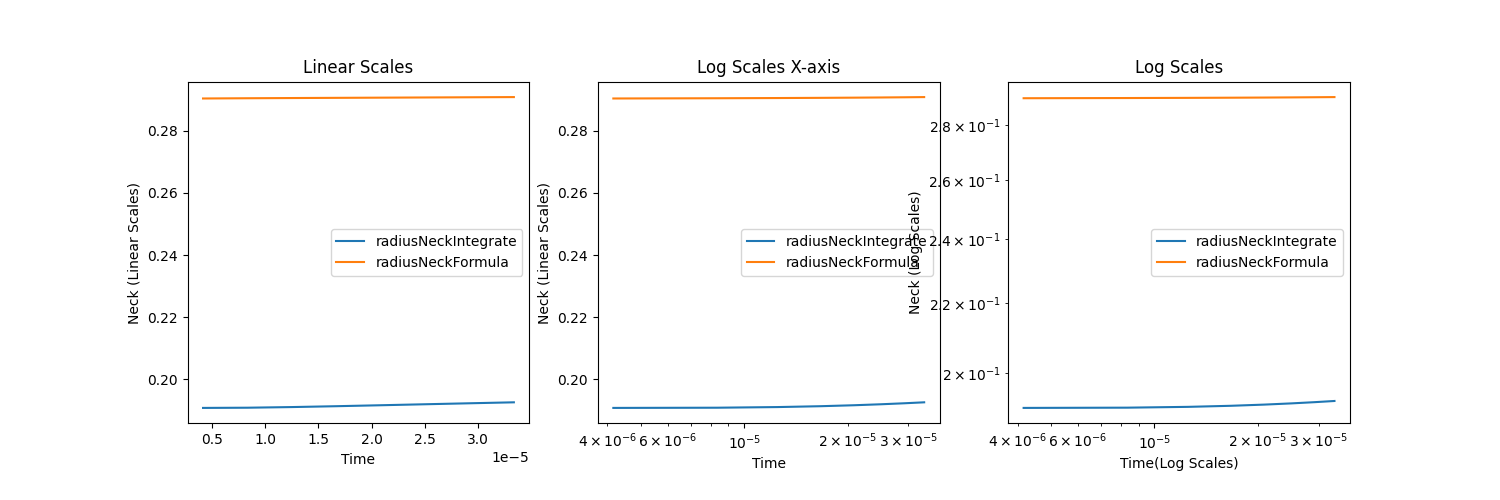 Linear Scales
Neck (Linear Scales)
0.28
0.26
0.24
0.22
0.20
radiusNeckIntegrate
radiusNeckFormula
0.5 1.0 1.5 2.0 2.5 3.0
1e−5
Time
Log Scales X-axis
Neck (Linear Scales)
0.28
0.26
0.24
0.22
0.20
radiusNeckIntegrate
radiusNeckFormula
4 × 10⁻⁶ 6 × 10⁻⁶ 10⁻⁵ 2 × 10⁻⁵ 3 × 10⁻⁵
Time
Log Scales
Neck (Log Scales)
2.8 × 10⁻¹
2.6 × 10⁻¹
2.4 × 10⁻¹
2.2 × 10⁻¹
2 × 10⁻¹
radiusNeckIntegrate
radiusNeckFormula
4 × 10⁻⁶ 6 × 10⁻⁶ 10⁻⁵ 2 × 10⁻⁵ 3 × 10⁻⁵
Time(Log Scales)